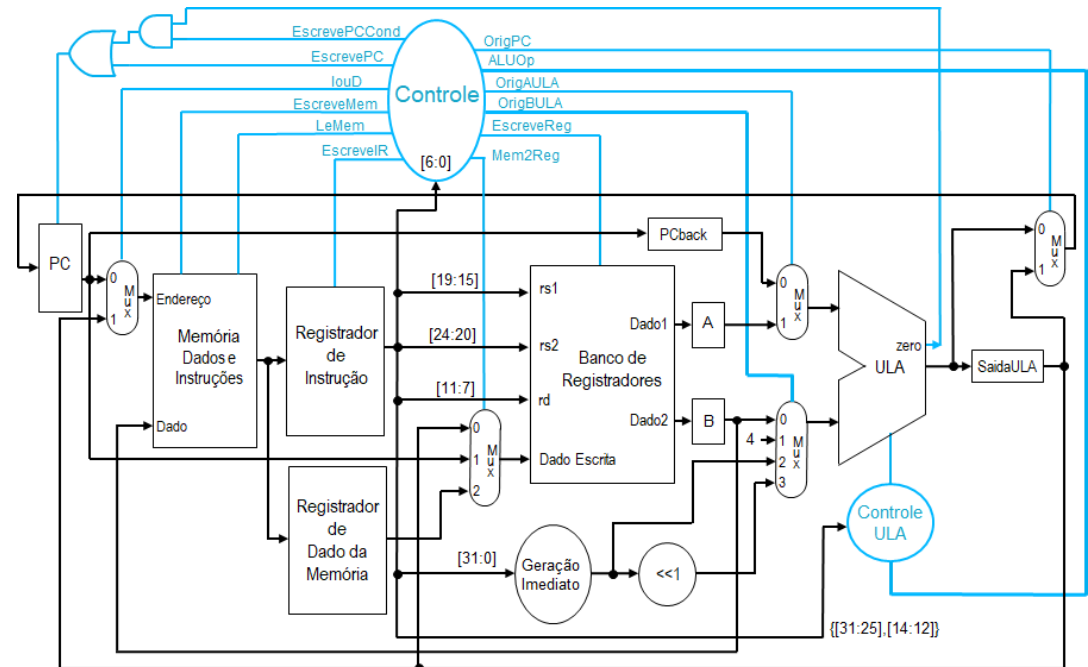 EscrevePCCond
EscrevePC
IouD
EscreveMem
LeMem
EscreveIR
Controle
[6:0]
OrigPC
ALUOp
OrigAULA
OrigBULA
EscreveReg
Mem2Reg
PC
0
Mux
1
Endereço
Memória
Dados e
Instruções
Dado
Registrador
de
Instrução
Registrador
de
Dado da
Memória
[19:15]
[24:20]
[11:7]
[31:0]
0
1
Mux
2
rs1
rs2
rd
Dado Escrita
Banco de
Registradores
Dado1
Dado2
PCback
A
B
0
Mux
1
0
4
1
Mux
2
3
Geração
Imediato
<<1
zero
ULA
SaidaULA
0
Mux
1
Controle
ULA
{[31:25],[14:12]}